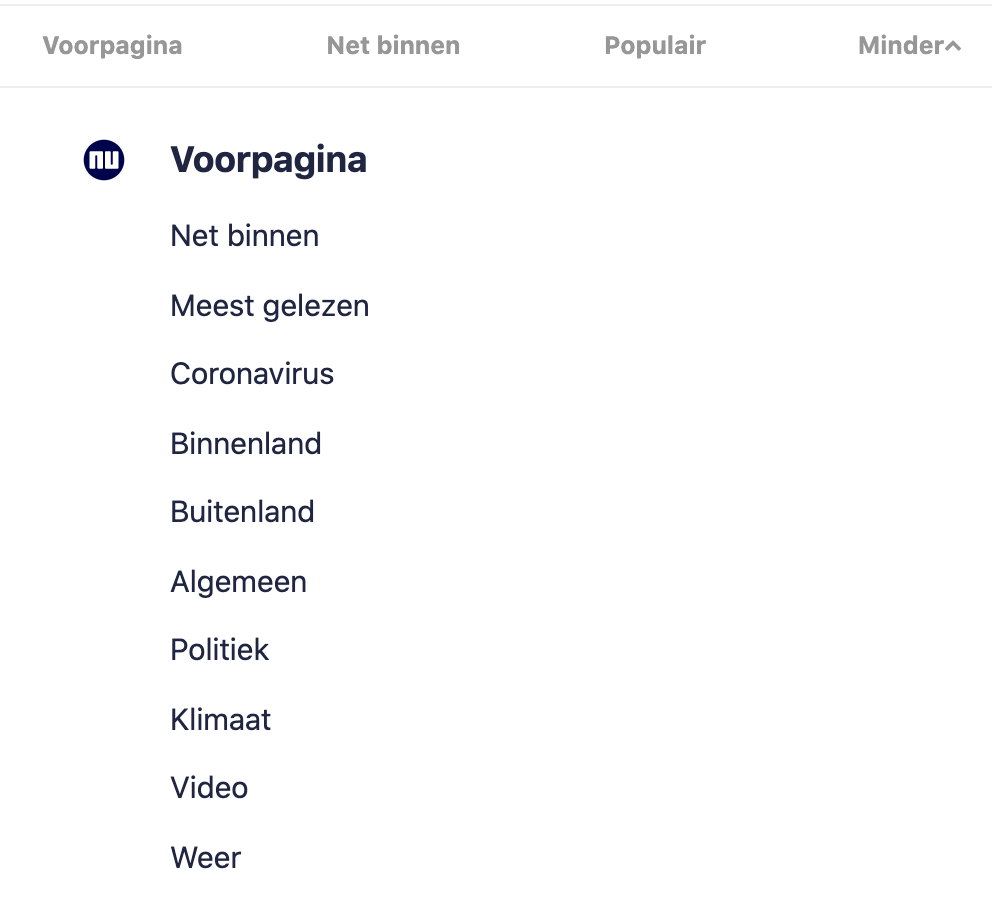 Voorpagina Net binnen Populair Minder
nu Voorpagina
Net binnen
Meest gelezen
Coronavirus
Binnenland
Buitenland
Algemeen
Politiek
Klimaat
Video
Weer